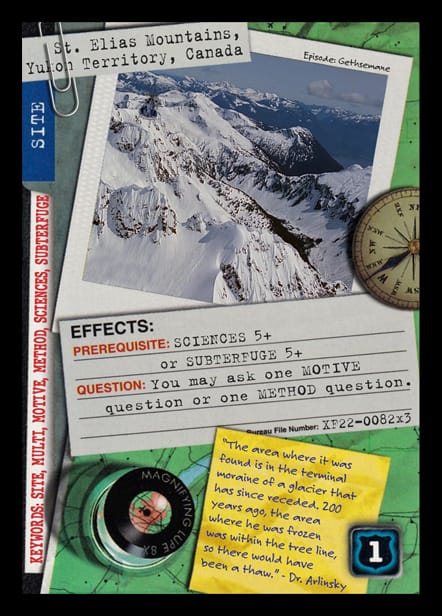 St. Elias Mountains,
Yukon Territory, Canada
Episode: Gethsemane
SITE
KEYWORDS: SITE, MULTI, MOTIVE, METHOD, SCIENCES, SUBTERFUGE
EFFECTS:
PREREQUISITE: SCIENCES 5+
or SUBTERFUGE 5+
QUESTION: You may ask one MOTIVE
question or one METHOD question.
Bureau File Number: XF22-0082x3
"The area where it was
found is in the terminal
moraine of a glacier that
has since receded. 200
years ago, the area
where he was frozen
was within the tree line,
so there would have
been a thaw." - Dr. Arlinsky
MAGNIFYING LUPE 8X
1